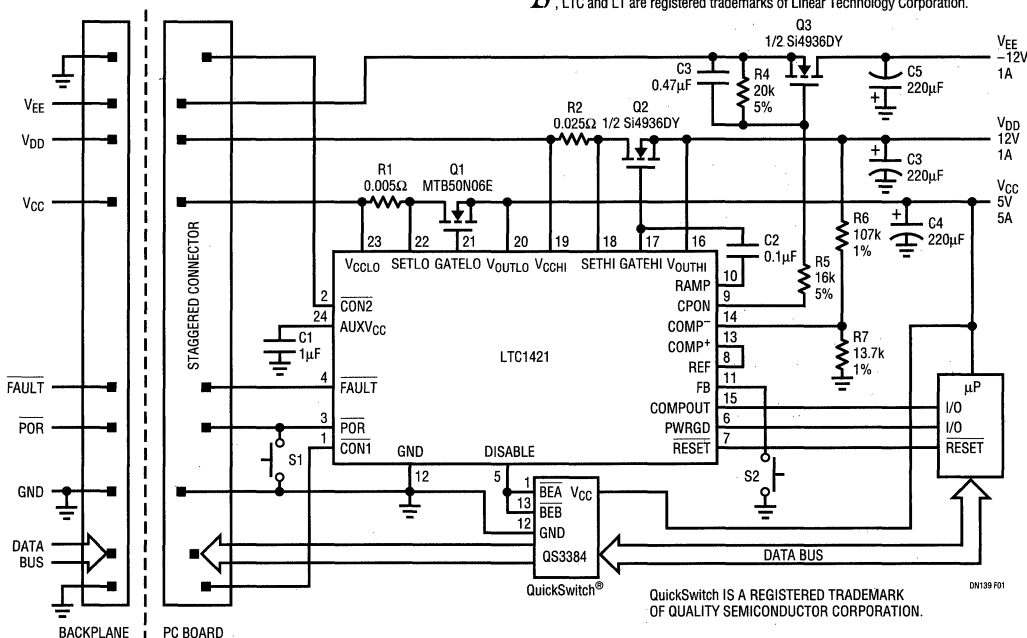 , LTC and LT are registered trademarks of Linear Technology Corporation.
Q3
1/2 Si4936DY
VEE
–12V
1A
C3
0.47µF
R4
20k
5%
C5
220µF
+
R2
0.025Ω
Q2
1/2 Si4936DY
VDD
12V
1A
+
C3
220µF
R1
0.005Ω
Q1
MTB50N06E
VCC
5V
5A
+
C4
220µF
R6
107k
1%
R5
16k
5%
C2
0.1µF
R7
13.7k
1%
VEE
VDD
VCC
FAULT
POR
GND
DATA
BUS
BACKPLANE
STAGGERED CONNECTOR
PC BOARD
23
22
21
20
19
18
17
16
VCCLO
SETLO
GATELO
VOUTLO
VCCHI
SETHI
GATEHI
VOUTHI
2
CON2
24
AUXVCC
C1
1µF
4
FAULT
3
POR
1
CON1
S1
LTC1421
10
RAMP
9
CPON
14
COMP–
13
COMP+
8
REF
11
FB
15
COMPOUT
6
PWRGD
7
RESET
GND
12
DISABLE
5
S2
µP
I/O
I/O
RESET
1
BEA
VCC
13
BEB
12
GND
QS3384
QuickSwitch®
DATA BUS
DN139 F01
QuickSwitch IS A REGISTERED TRADEMARK
OF QUALITY SEMICONDUCTOR CORPORATION.